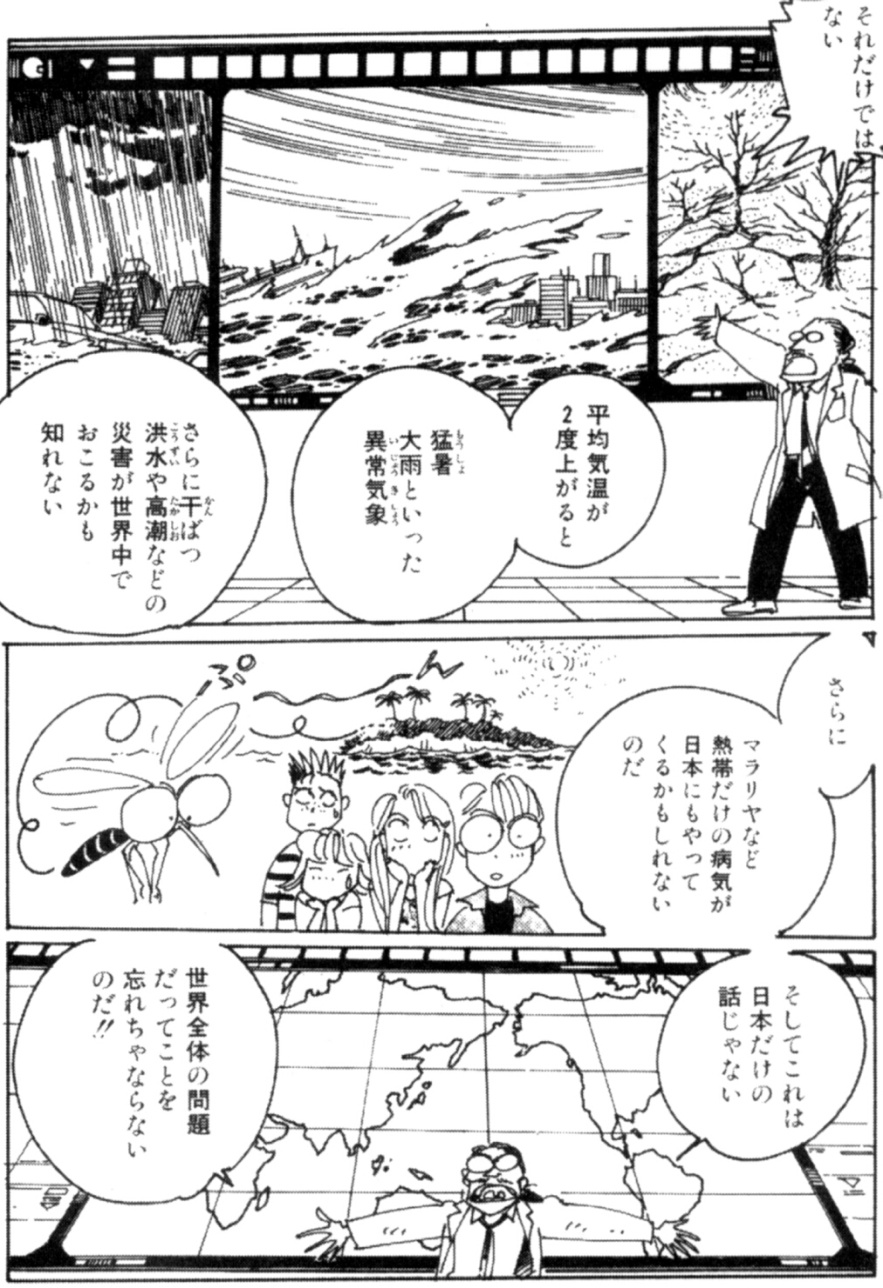 それだけでは
ない
平均気温が
2度上がると
猛暑
大雨といった
異常気象
さらに干ばつ
洪水や高潮などの
災害が世界中で
おこるかも
知れない
さらに
マラリヤなど
熱帯だけの病気が
日本にもやって
くるかもしれない
のだ
ぷ〜ん
そしてこれは
日本だけの
話じゃない
世界全体の問題
だってことを
忘れちゃならない
のだ!!